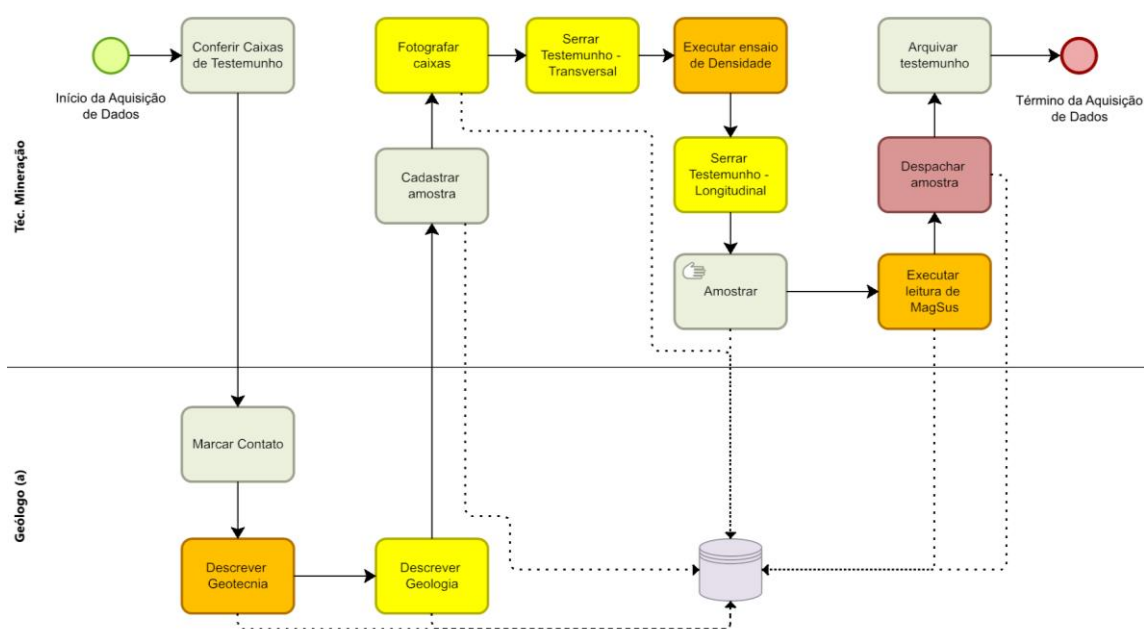 Téc. Mineração
Início da Aquisição
de Dados
Conferir Caixas
de Testemunho
Fotografar
caixas
Serrar
Testemunho -
Transversal
Executar ensaio
de Densidade
Arquivar
testemunho
Término da Aquisição
de Dados
Cadastrar
amostra
Serrar
Testemunho -
Longitudinal
Despachar
amostra
Amostrar
Executar
leitura de
MagSus
Geólogo (a)
Marcar Contato
Descrever
Geotecnia
Descrever
Geologia